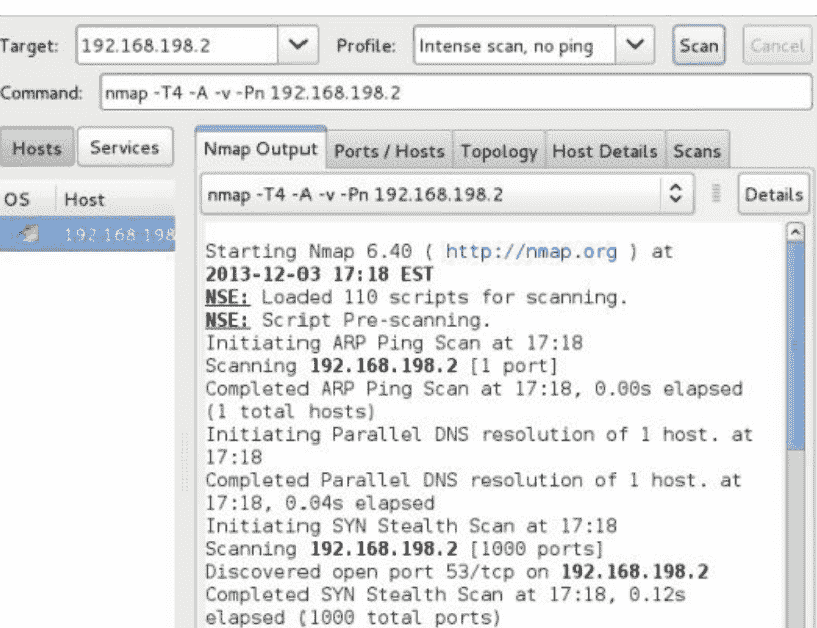 Target: 192.168.198.2 Profile: Intense scan, no ping Scan Cancel
Command: nmap -T4 -A -v -Pn 192.168.198.2
Hosts Services Nmap Output Ports / Hosts Topology Host Details Scans
OS Host
nmap -T4 -A -v -Pn 192.168.198.2 Details
192.168.198
Starting Nmap 6.40 ( http://nmap.org ) at
2013-12-03 17:18 EST
NSE: Loaded 110 scripts for scanning.
NSE: Script Pre-scanning.
Initiating ARP Ping Scan at 17:18
Scanning 192.168.198.2 [1 port]
Completed ARP Ping Scan at 17:18, 0.00s elapsed
(1 total hosts)
Initiating Parallel DNS resolution of 1 host. at
17:18
Completed Parallel DNS resolution of 1 host. at
17:18, 0.04s elapsed
Initiating SYN Stealth Scan at 17:18
Scanning 192.168.198.2 [1000 ports]
Discovered open port 53/tcp on 192.168.198.2
Completed SYN Stealth Scan at 17:18, 0.12s
elapsed (1000 total ports)